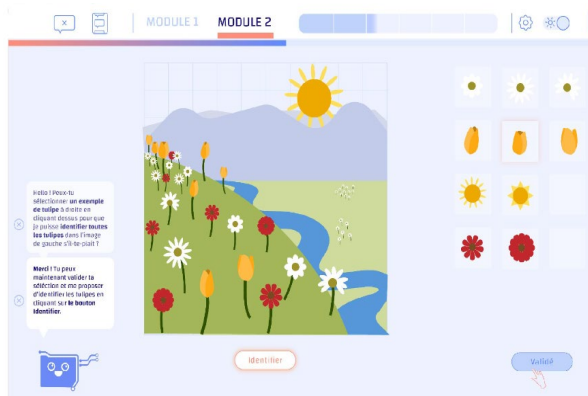 MODULE 1
MODULE 2
Hello ! Peux-tu
sélectionner un exemple
de tulipe à droite en
cliquant dessus pour que
je puisse identifier toutes
les tulipes dans l'image
de gauche s'il-te-plait ?
Merci ! Tu peux
maintenant valider ta
sélection et me proposer
d'identifier les tulipes en
cliquant sur le bouton
Identifier.
Identifier
Validé